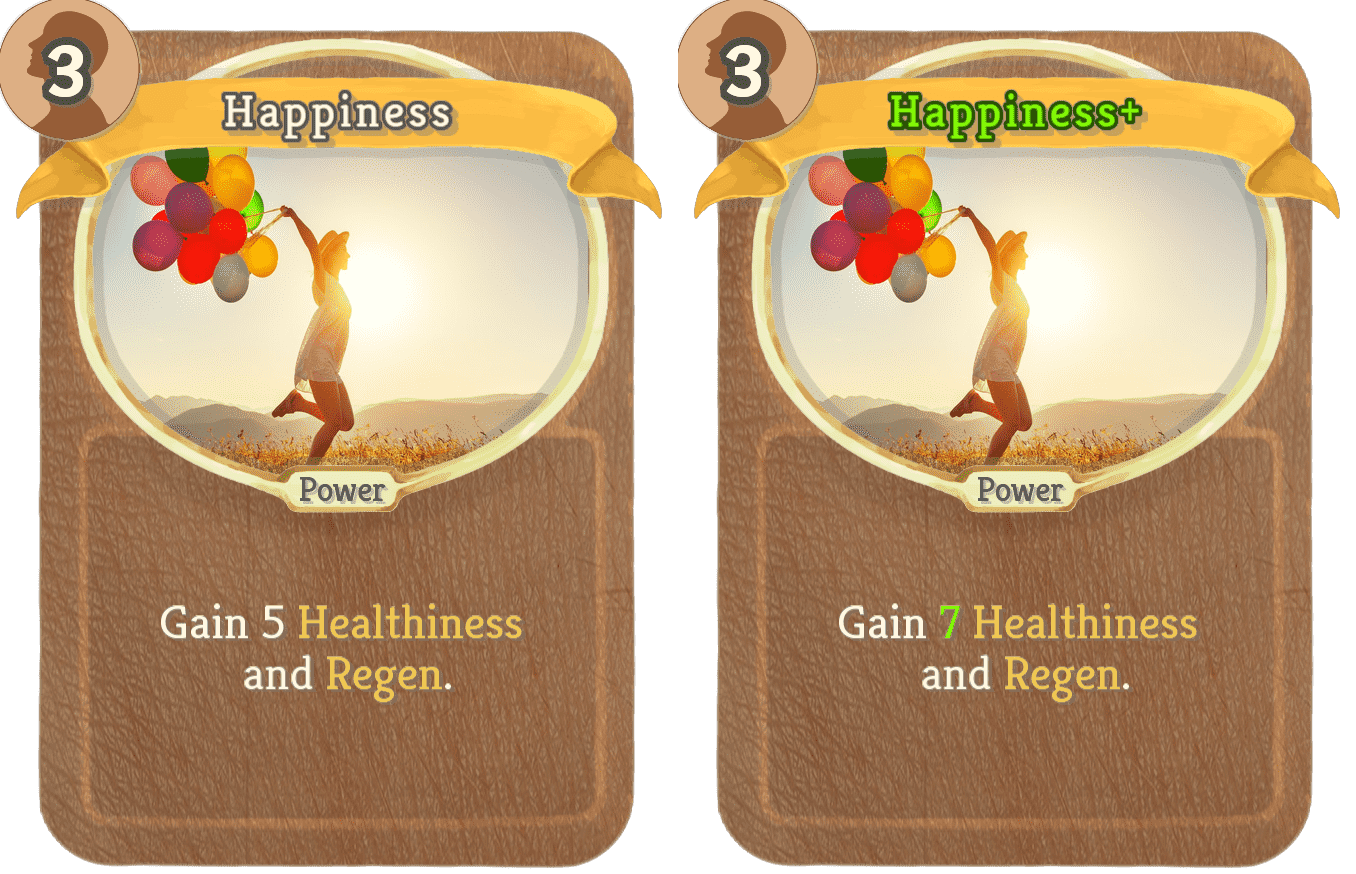 3
Happiness
Power
Gain 5 Healthiness
and Regen.
3
Happiness+
Power
Gain 7 Healthiness
and Regen.